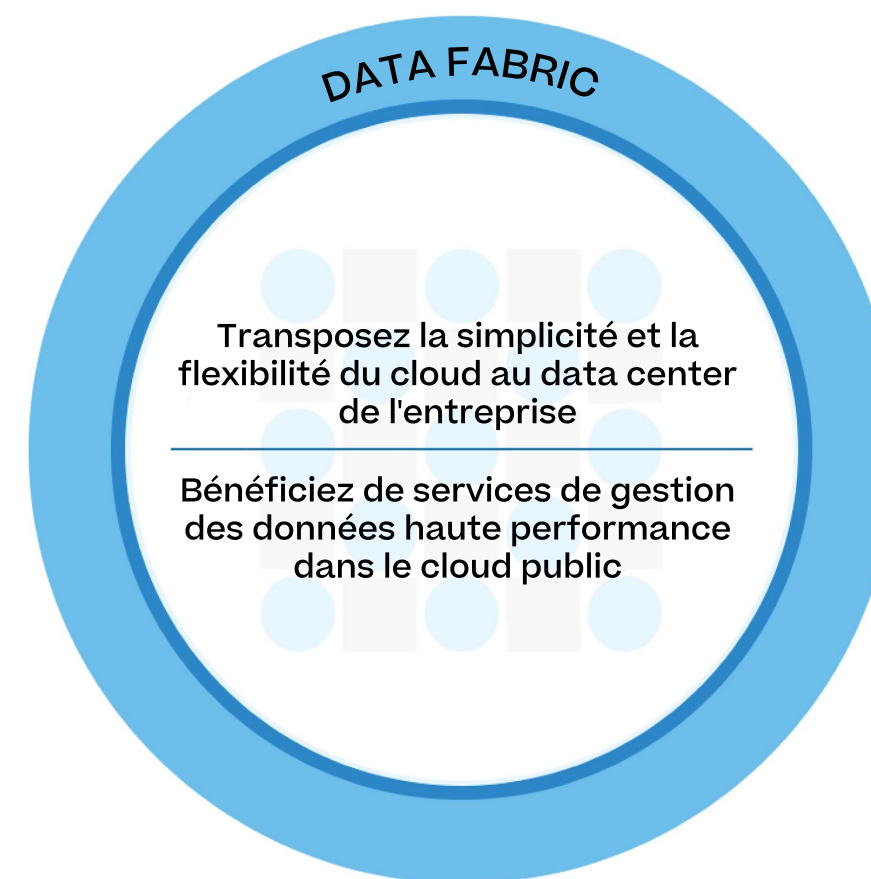 DATA FABRIC
Transposez la simplicité et la
flexibilité du cloud au data center
de l'entreprise
Bénéficiez de services de gestion
des données haute performance
dans le cloud public